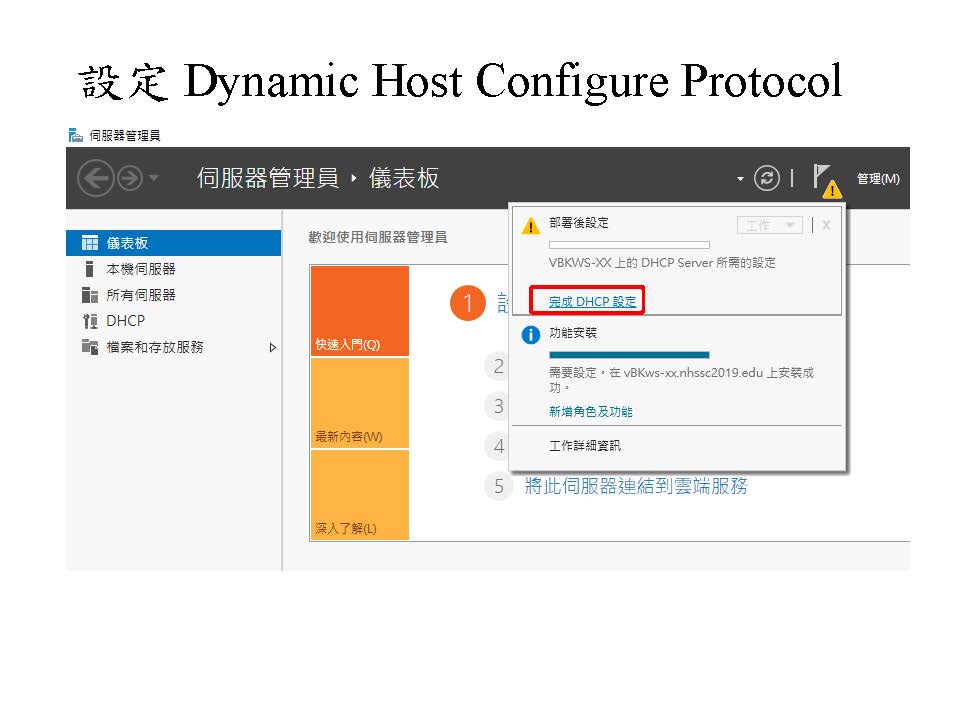 設定 Dynamic Host Configure Protocol
伺服器管理員
伺服器管理員 ‣ 儀表板
管理(M)
儀表板
本機伺服器
所有伺服器
DHCP
檔案和存放服務
歡迎使用伺服器管理員
快速入門(Q)
最新內容(W)
深入了解(L)
1
2
3
4
5 將此伺服器連結到雲端服務
部署後設定
工作
X
VBKWS-XX 上的 DHCP Server 所需的設定
完成 DHCP 設定
功能安裝
需要設定。在 vBKws-xx.nhssc2019.edu 上安裝成
功。
新增角色及功能
工作詳細資訊